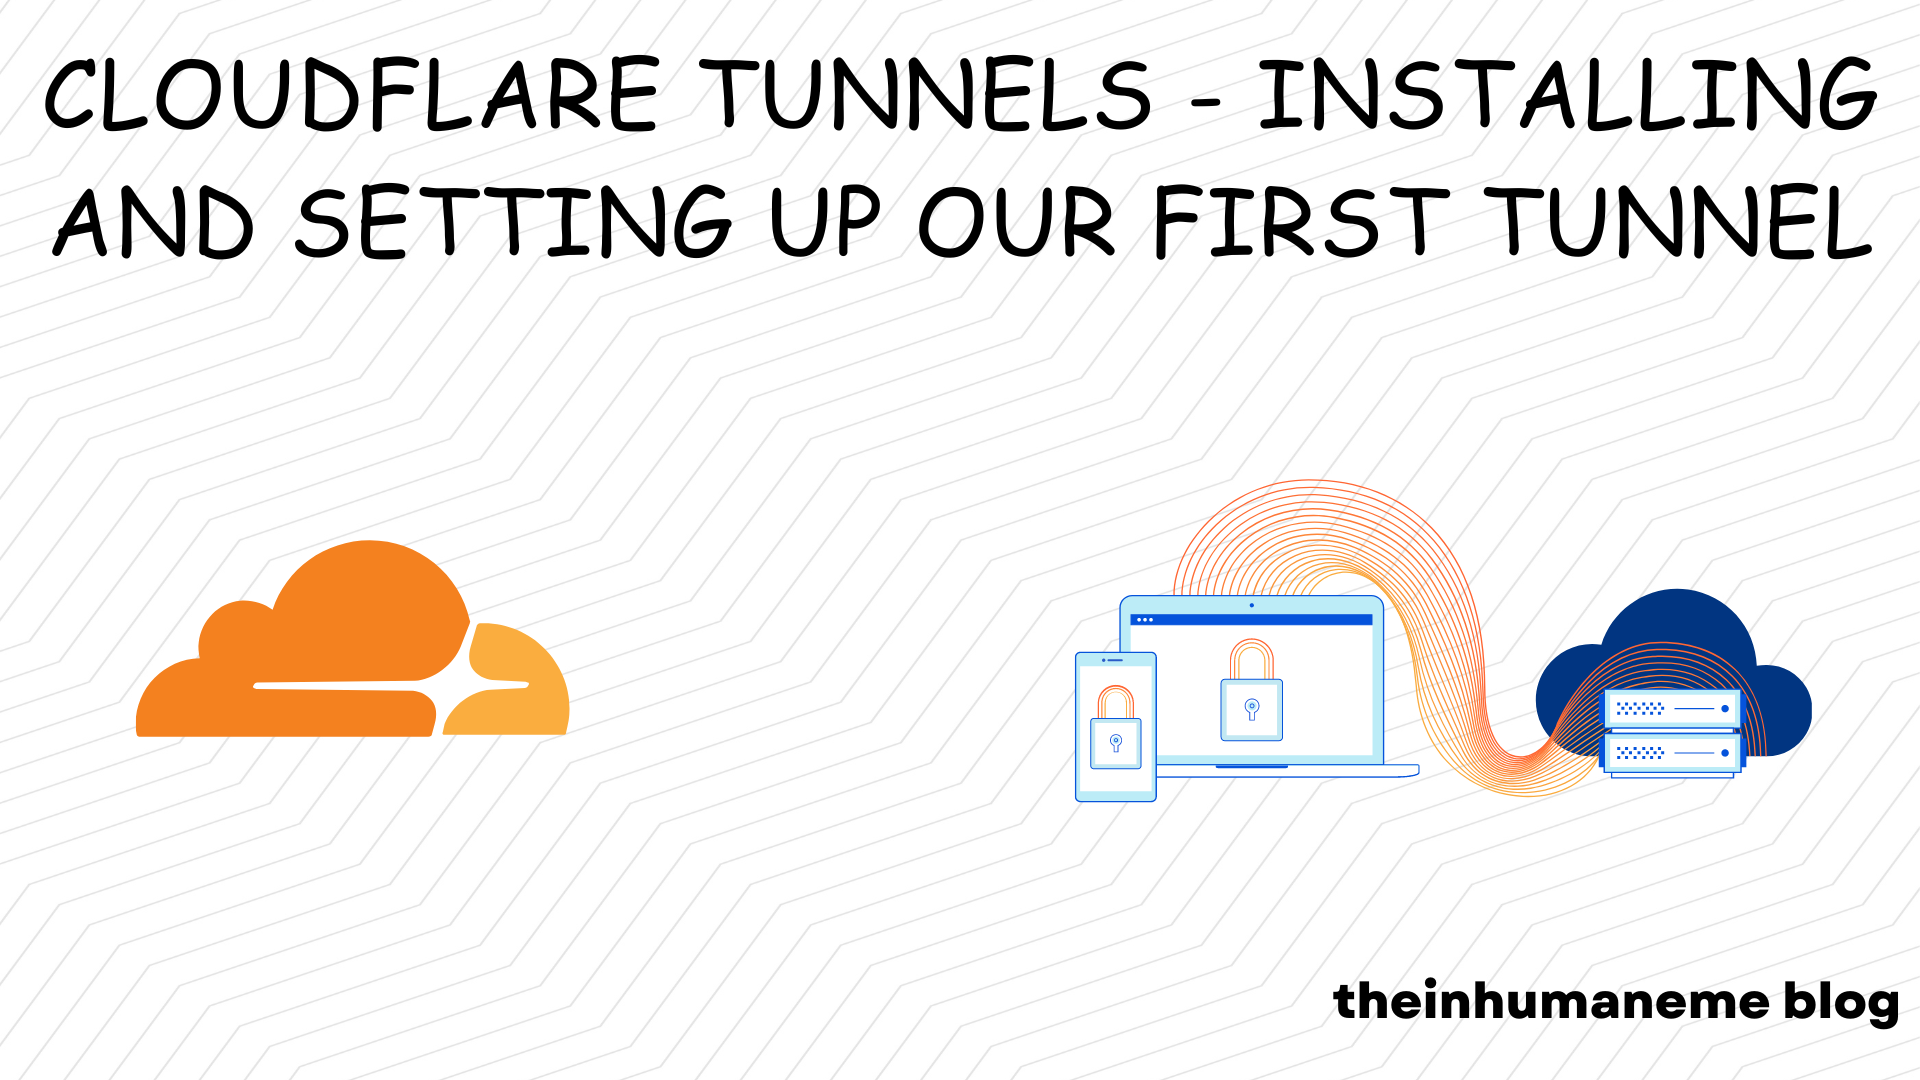 CLOUDFLARE TUNNELS - INSTALLING
AND SETTING UP OUR FIRST TUNNEL
theinhumaneme blog